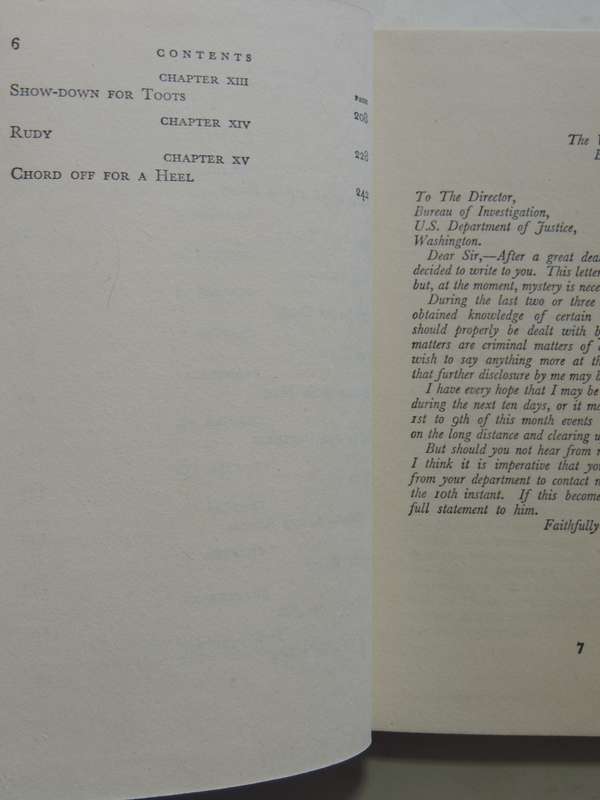 6
CONTENTS
CHAPTER XIII
PAGE
SHOW-DOWN FOR TOOTS
208
CHAPTER XIV
RUDY
228
CHAPTER XV
CHORD OFF FOR A HEEL
242
The
To The Director,
Bureau of Investigation,
U.S. Department of Justice,
Washington.
Dear Sir,—After a great
decided to write to you. This letter
but, at the moment, mystery is
During the last two or three
obtained knowledge of certain
should properly be dealt with
matters are criminal matters of
wish to say anything more at
that further disclosure by me may
I have every hope that I may be
during the next ten days, or it
1st to 9th of this month events
on the long distance and clearing
But should you not hear from
I think it is imperative that
from your department to contact
the 10th instant. If this
full statement to him.
Faithfully
7